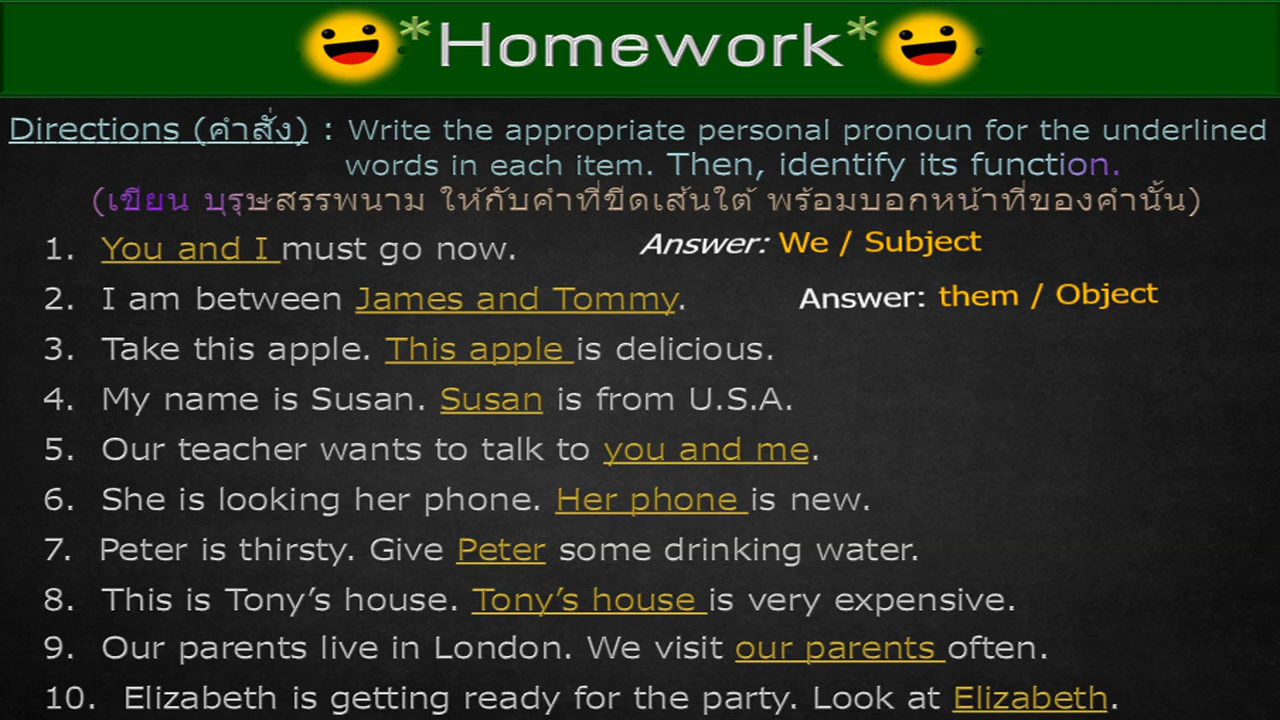 *Homework*
Directions (คำสั่ง) : Write the appropriate personal pronoun for the underlined
words in each item. Then, identify its function.
(เขียน บุรุษสรรพนาม ให้กับคำที่ขีดเส้นใต้ พร้อมบอกหน้าที่ของคำนั้น)
1. You and I must go now. Answer: We / Subject
2. I am between James and Tommy. Answer: them / Object
3. Take this apple. This apple is delicious.
4. My name is Susan. Susan is from U.S.A.
5. Our teacher wants to talk to you and me.
6. She is looking her phone. Her phone is new.
7. Peter is thirsty. Give Peter some drinking water.
8. This is Tony’s house. Tony’s house is very expensive.
9. Our parents live in London. We visit our parents often.
10. Elizabeth is getting ready for the party. Look at Elizabeth.